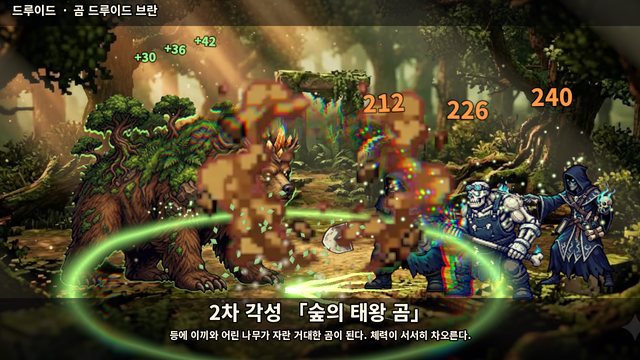 드루이드 · 곰 드루이드 브란
+30 +36 +42
212 226 240
2차 각성 「숲의 태왕 곰」
등에 이끼와 어린 나무가 자란 거대한 곰이 된다. 체력이 서서히 차오른다.